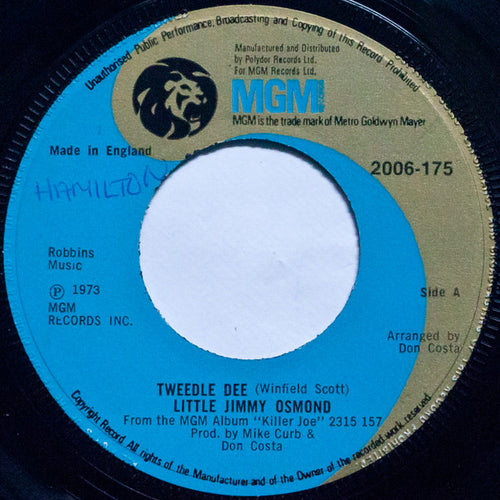 Unauthorised Public Performance, Broadcasting and Copying of this Record Prohibited
Manufactured and Distributed
by Polydor Records Ltd.
For MGM Records Ltd.
MGM
MGM is the trade mark of Metro Goldwyn Mayer
Made in England
2006-175
HAMILTON
Robbins
Music
Ⓟ 1973
MGM
RECORDS INC.
Side A
Arranged by
Don Costa
TWEEDLE DEE (Winfield Scott)
LITTLE JIMMY OSMOND
From the MGM Album "Killer Joe" 2315 157
Prod. by Mike Curb &
Don Costa
Copyright Record. All rights of the Manufacturer and of the Owner of the recorded work reserved.